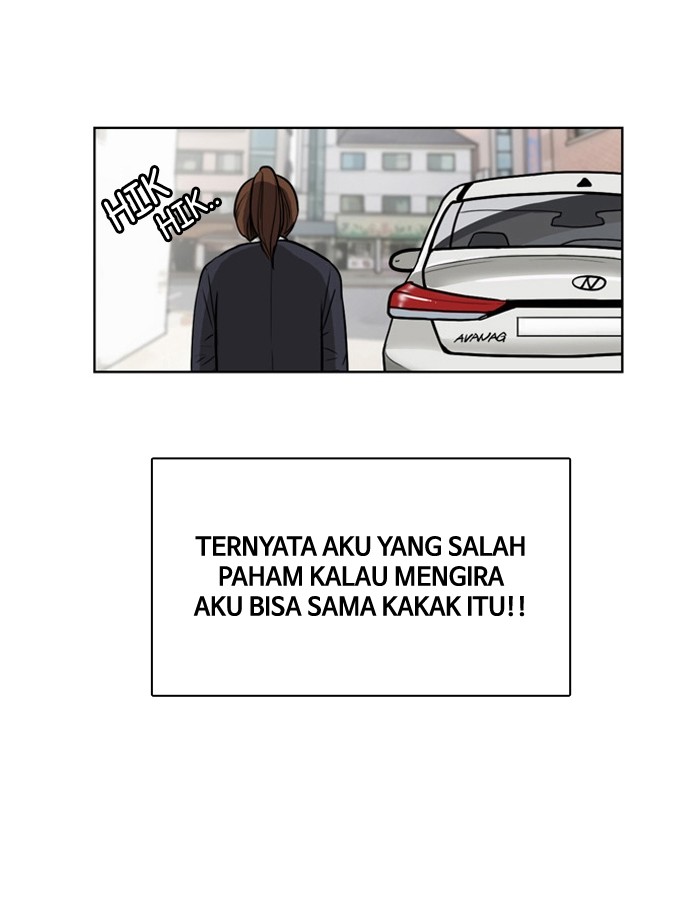 HIK
HIK..
AVANAG
TERNYATA AKU YANG SALAH
PAHAM KALAU MENGIRA
AKU BISA SAMA KAKAK ITU!!